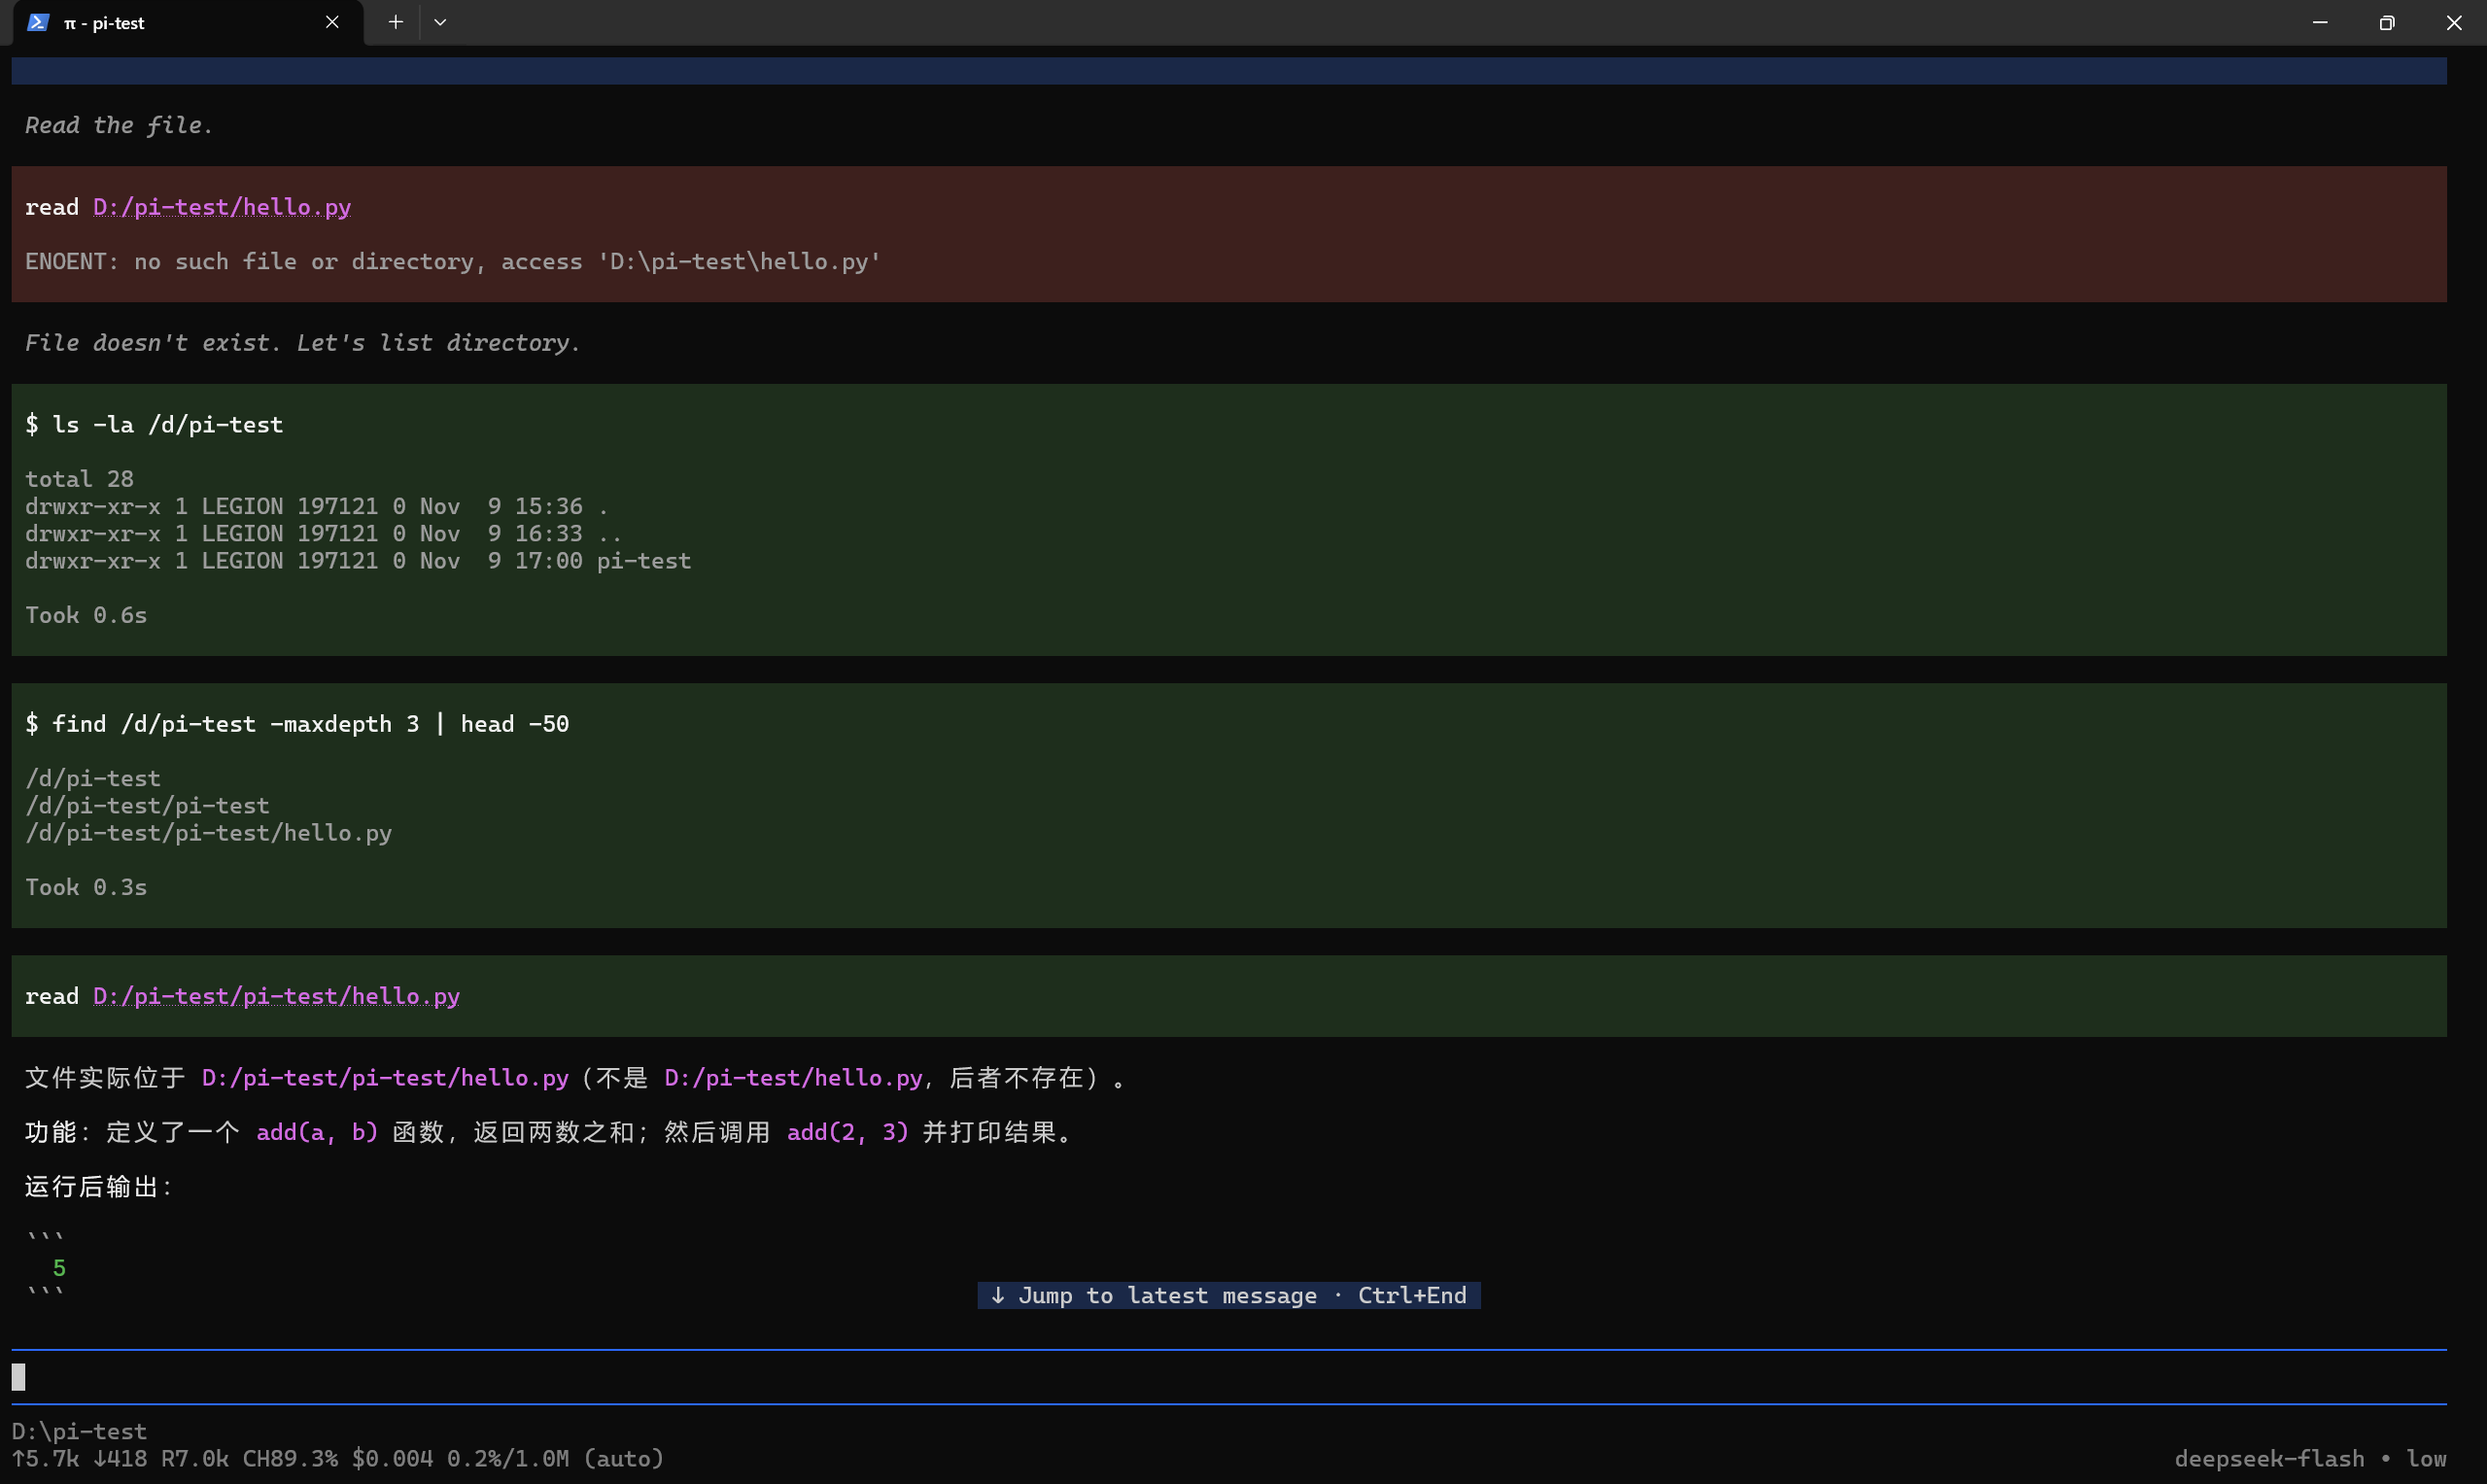 π - pi-test
Read the file.
read D:/pi-test/hello.py
ENOENT: no such file or directory, access 'D:\pi-test\hello.py'
File doesn't exist. Let's list directory.
$ ls -la /d/pi-test
total 28
drwxr-xr-x 1 LEGION 197121 0 Nov  9 15:36 .
drwxr-xr-x 1 LEGION 197121 0 Nov  9 16:33 ..
drwxr-xr-x 1 LEGION 197121 0 Nov  9 17:00 pi-test
Took 0.6s
$ find /d/pi-test -maxdepth 3 | head -50
/d/pi-test
/d/pi-test/pi-test
/d/pi-test/pi-test/hello.py
Took 0.3s
read D:/pi-test/pi-test/hello.py
文件实际位于 D:/pi-test/pi-test/hello.py（不是 D:/pi-test/hello.py，后者不存在）。
功能：定义了一个 add(a, b) 函数，返回两数之和；然后调用 add(2, 3) 并打印结果。
运行后输出：
```
5
```
↓ Jump to latest message · Ctrl+End
D:\pi-test
↑5.7k ↓418 R7.0k CH89.3% $0.004 0.2%/1.0M (auto)
deepseek-flash • low